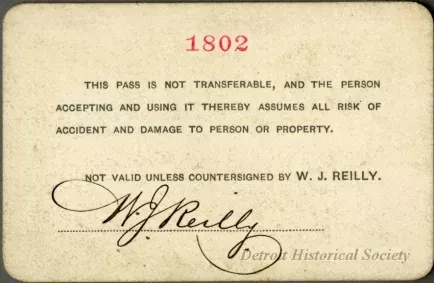 1802
THIS PASS IS NOT TRANSFERABLE, AND THE PERSON
ACCEPTING AND USING IT THEREBY ASSUMES ALL RISK OF
ACCIDENT AND DAMAGE TO PERSON OR PROPERTY.
NOT VALID UNLESS COUNTERSIGNED BY W. J. REILLY.
W. J. Reilly
Detroit Historical Society